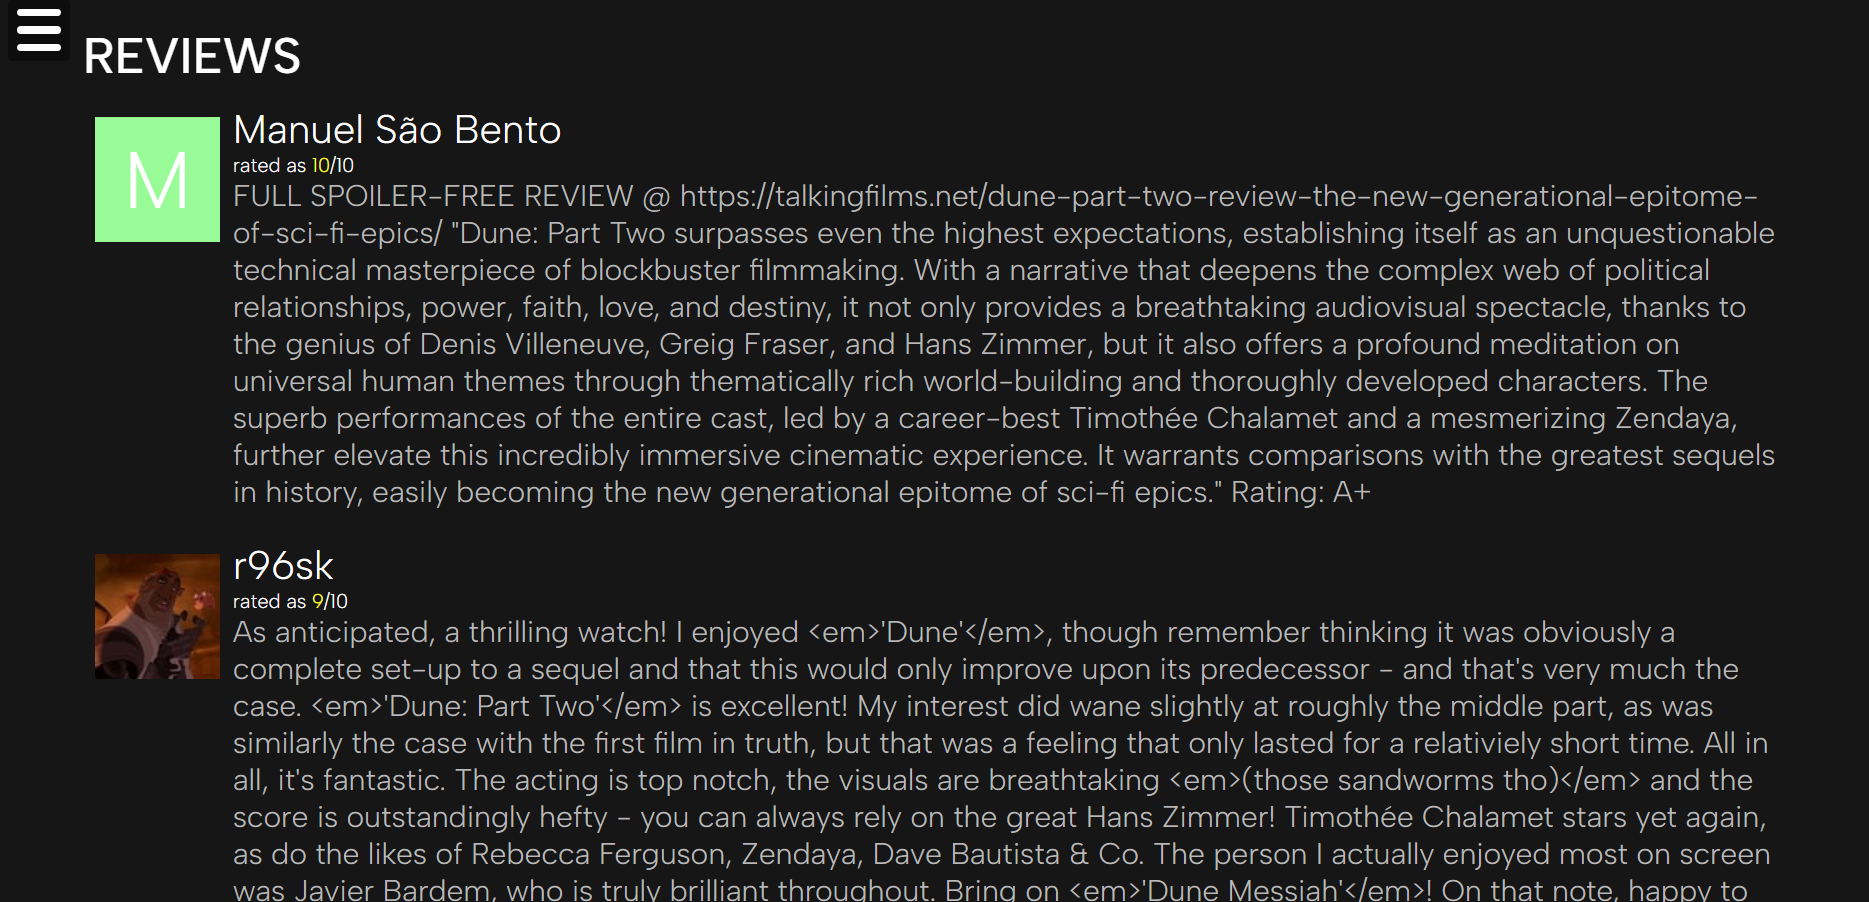 REVIEWS
M
Manuel São Bento
rated as 10/10
FULL SPOILER-FREE REVIEW @ https://talkingfilms.net/dune-part-two-review-the-new-generational-epitome-
of-sci-fi-epics/ "Dune: Part Two surpasses even the highest expectations, establishing itself as an unquestionable
technical masterpiece of blockbuster filmmaking. With a narrative that deepens the complex web of political
relationships, power, faith, love, and destiny, it not only provides a breathtaking audiovisual spectacle, thanks to
the genius of Denis Villeneuve, Greig Fraser, and Hans Zimmer, but it also offers a profound meditation on
universal human themes through thematically rich world-building and thoroughly developed characters. The
superb performances of the entire cast, led by a career-best Timothée Chalamet and a mesmerizing Zendaya,
further elevate this incredibly immersive cinematic experience. It warrants comparisons with the greatest sequels
in history, easily becoming the new generational epitome of sci-fi epics." Rating: A+
r96sk
rated as 9/10
As anticipated, a thrilling watch! I enjoyed <em>'Dune'</em>, though remember thinking it was obviously a
complete set-up to a sequel and that this would only improve upon its predecessor - and that's very much the
case. <em>'Dune: Part Two'</em> is excellent! My interest did wane slightly at roughly the middle part, as was
similarly the case with the first film in truth, but that was a feeling that only lasted for a relativiely short time. All in
all, it's fantastic. The acting is top notch, the visuals are breathtaking <em>(those sandworms tho)</em> and the
score is outstandingly hefty - you can always rely on the great Hans Zimmer! Timothée Chalamet stars yet again,
as do the likes of Rebecca Ferguson, Zendaya, Dave Bautista & Co. The person I actually enjoyed most on screen
was Javier Bardem, who is truly brilliant throughout. Bring on <em>'Dune Messiah'</em>! On that note, happy to